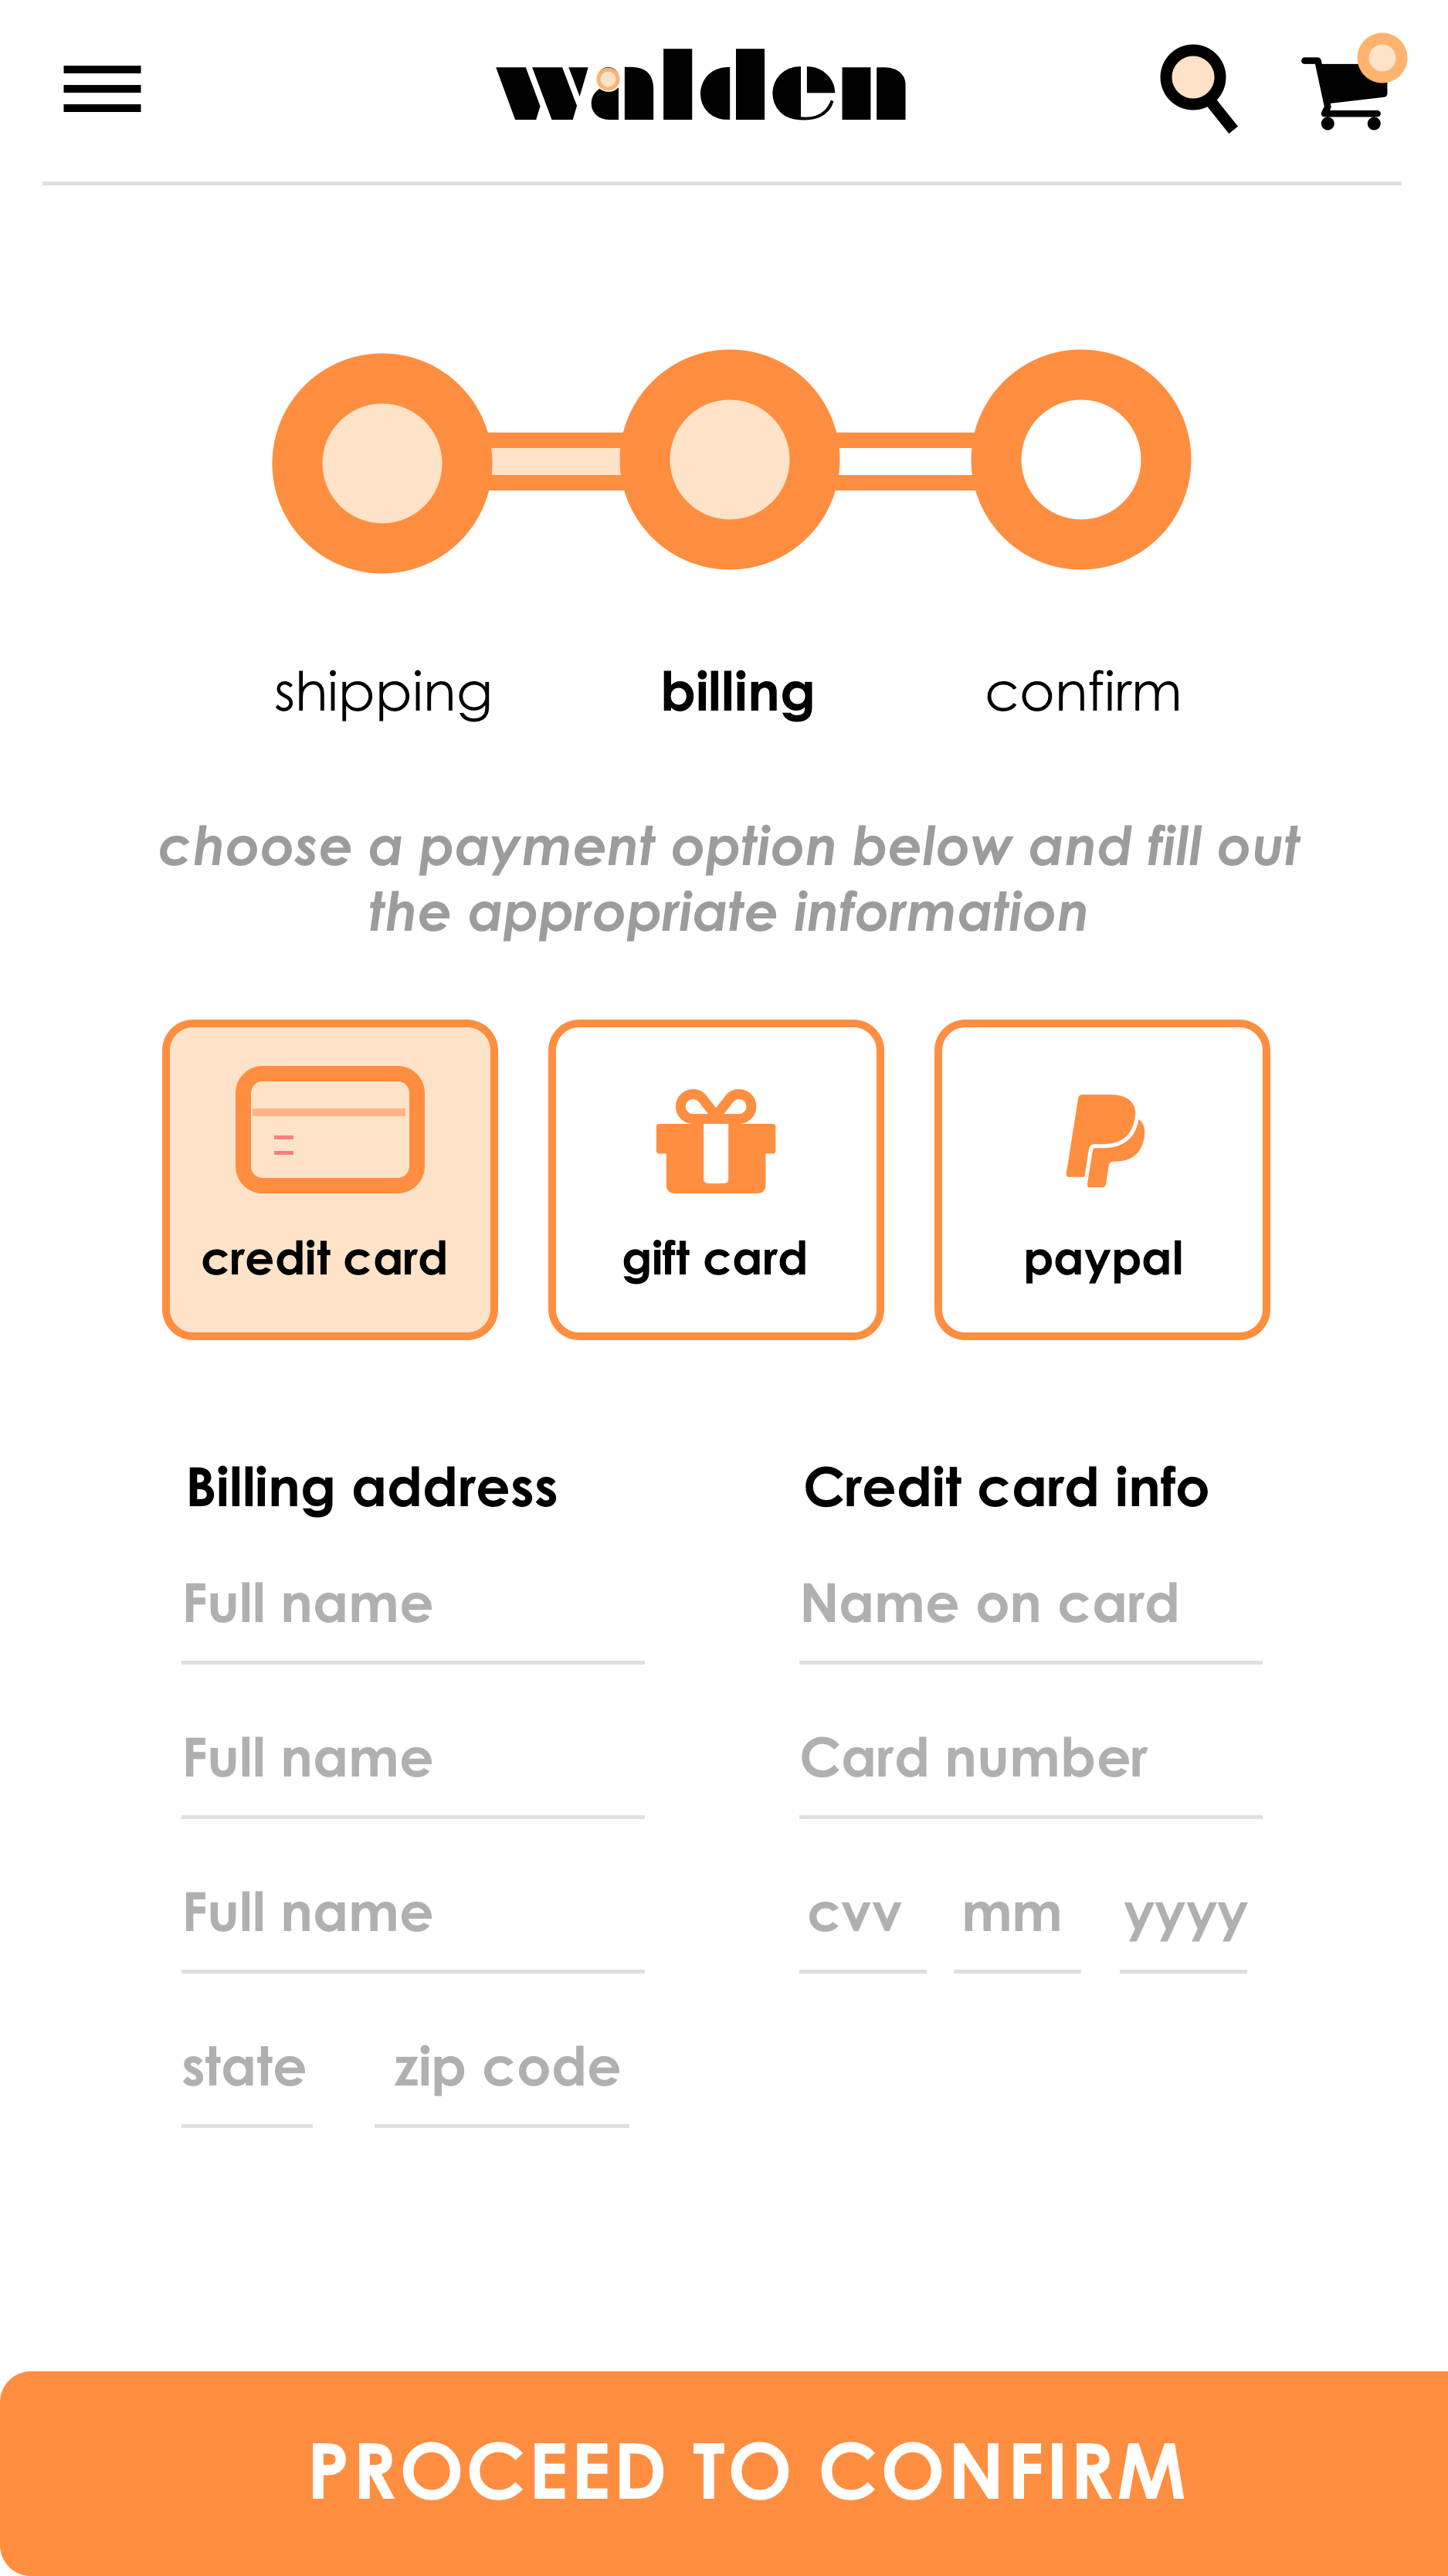 walden
shipping
billing
confirm
choose a payment option below and fill out
the appropriate information
credit card
gift card
paypal
Billing address
Full name
Full name
Full name
state
zip code
Credit card info
Name on card
Card number
cvv
mm
yyyy
PROCEED TO CONFIRM